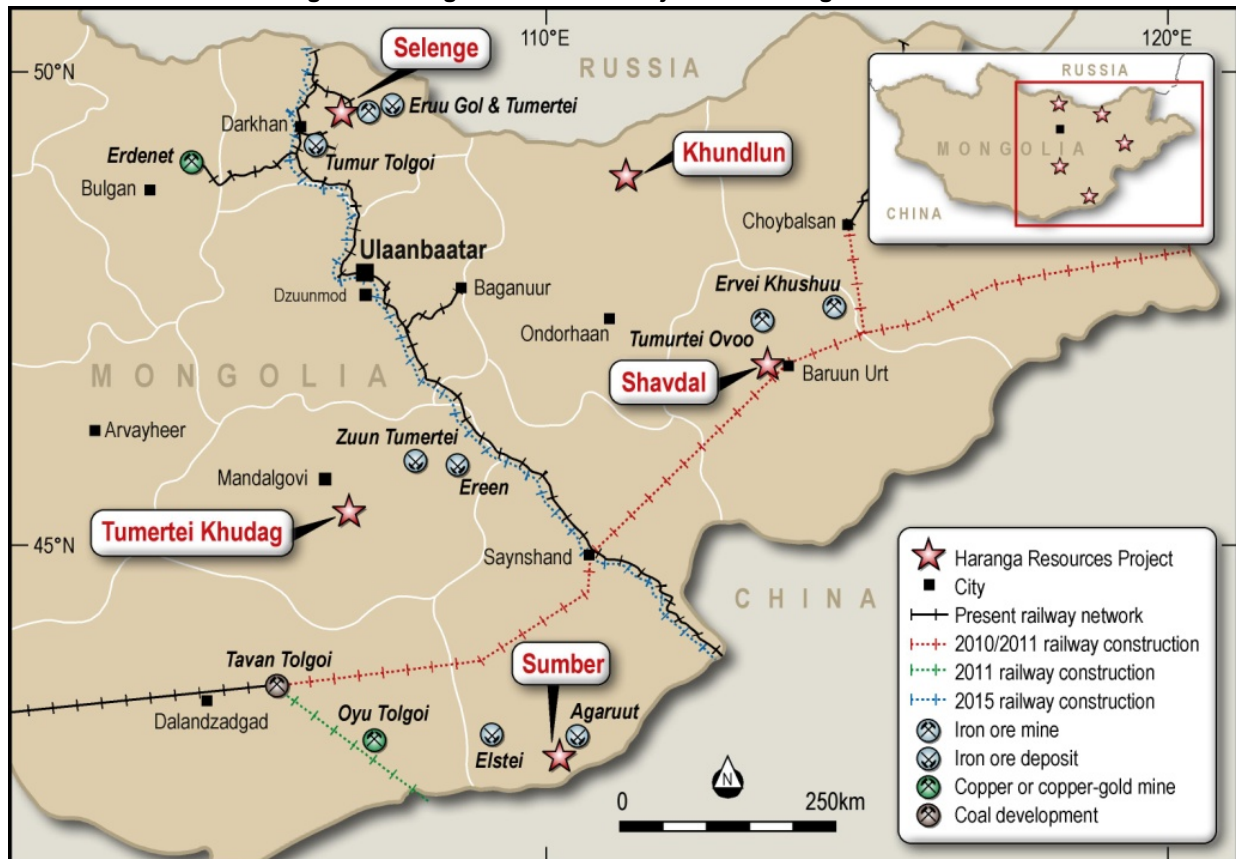 110°E
120°E
50°N
Selenge
RUSSIA
RUSSIA
Eruu Gol & Tumertei
Darkhan
Tumur Tolgoi
Erdenet
Bulgan
Khundlun
MONGOLIA
CHINA
Choybalsan
Ulaanbaatar
Dzuunmod
Baganuur
Ervei Khushuu
Ondorhaan
Tumurtei Ovoo
MONGOLIA
Shavdal
Baruun Urt
Arvayheer
Zuun Tumertei
Mandalgovi
Ereen
Tumertei Khudag
45°N
Saynshand
CHINA
Tavan Tolgoi
Sumber
Dalandzadgad
Oyu Tolgoi
Elstei
Agaruut
N
0 250km
Haranga Resources Project
City
Present railway network
2010/2011 railway construction
2011 railway construction
2015 railway construction
Iron ore mine
Iron ore deposit
Copper or copper-gold mine
Coal development